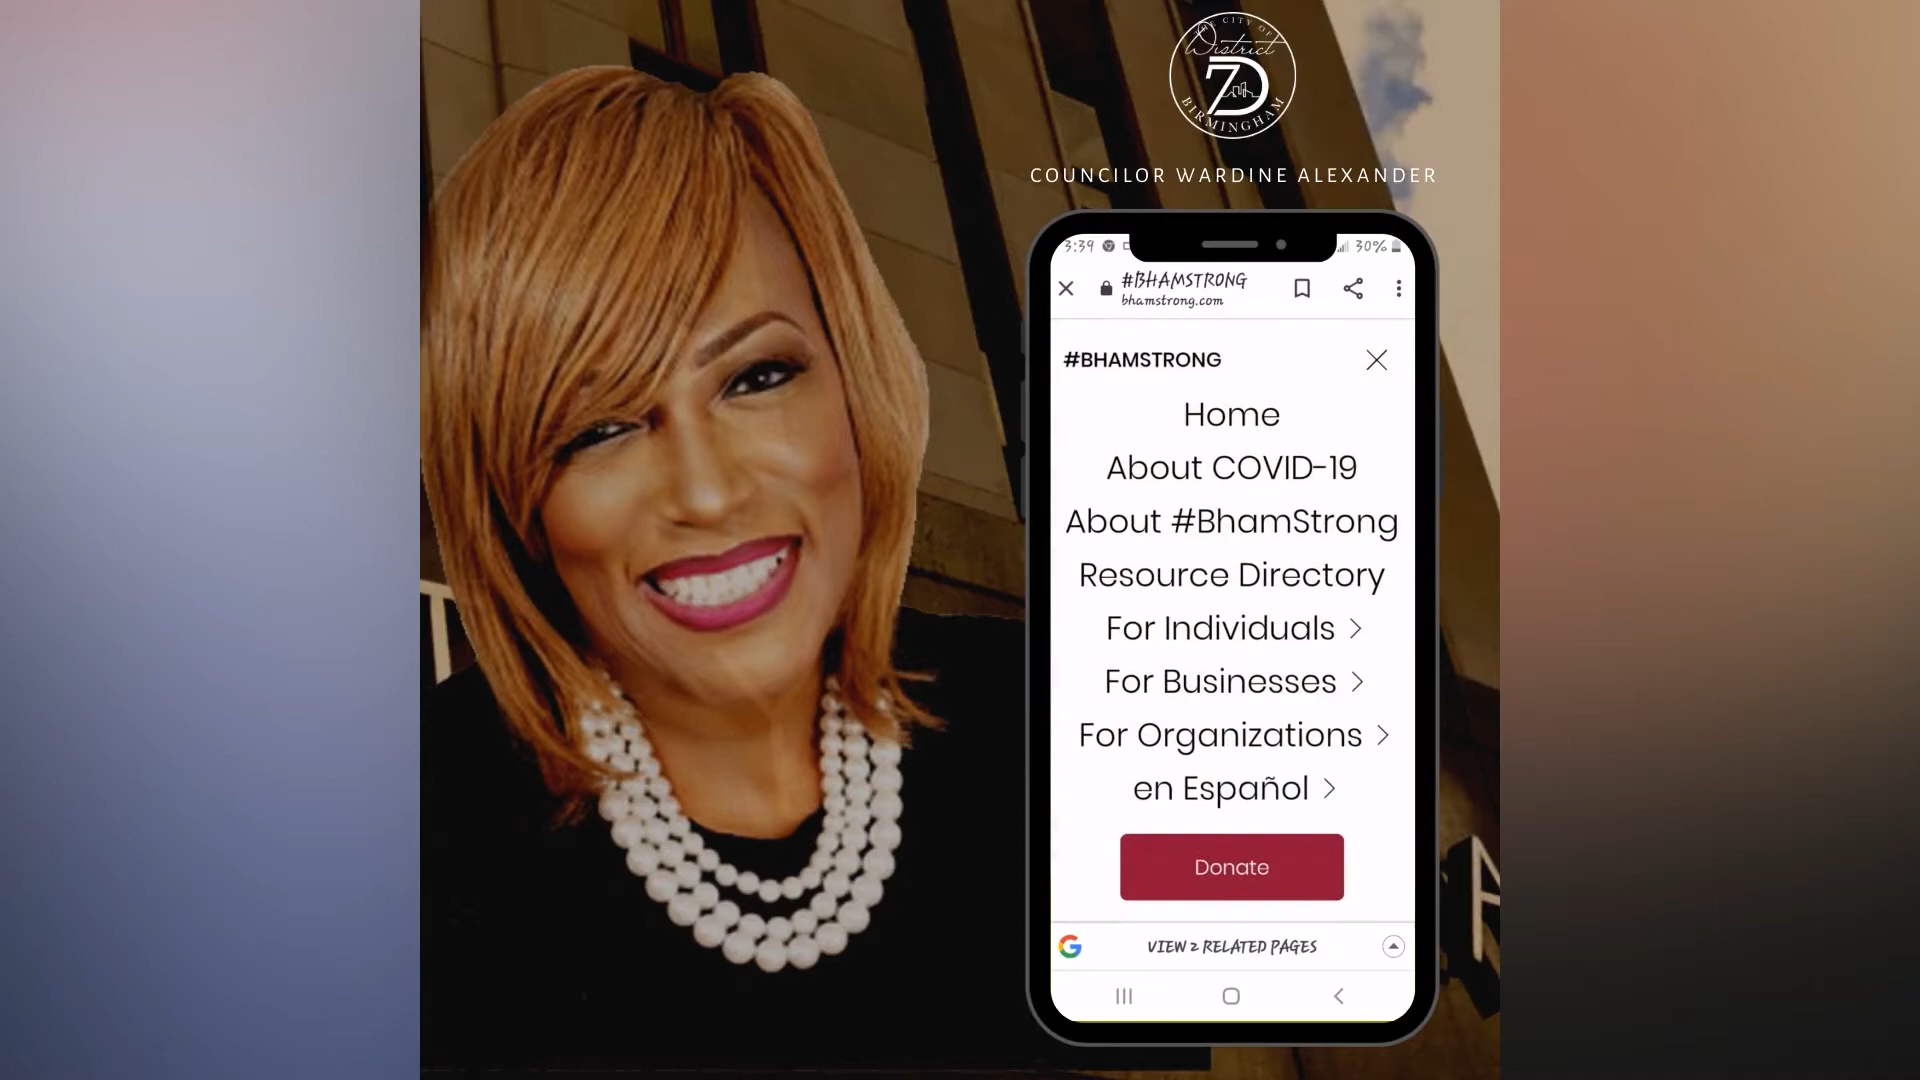 THE CITY OF
District
7D
BIRMINGHAM
COUNCILOR WARDINE ALEXANDER
3:39
30%
#BHAMSTRONG
bhamstrong.com
#BHAMSTRONG
Home
About COVID-19
About #BhamStrong
Resource Directory
For Individuals
For Businesses
For Organizations
en Español
Donate
G
VIEW 2 RELATED PAGES